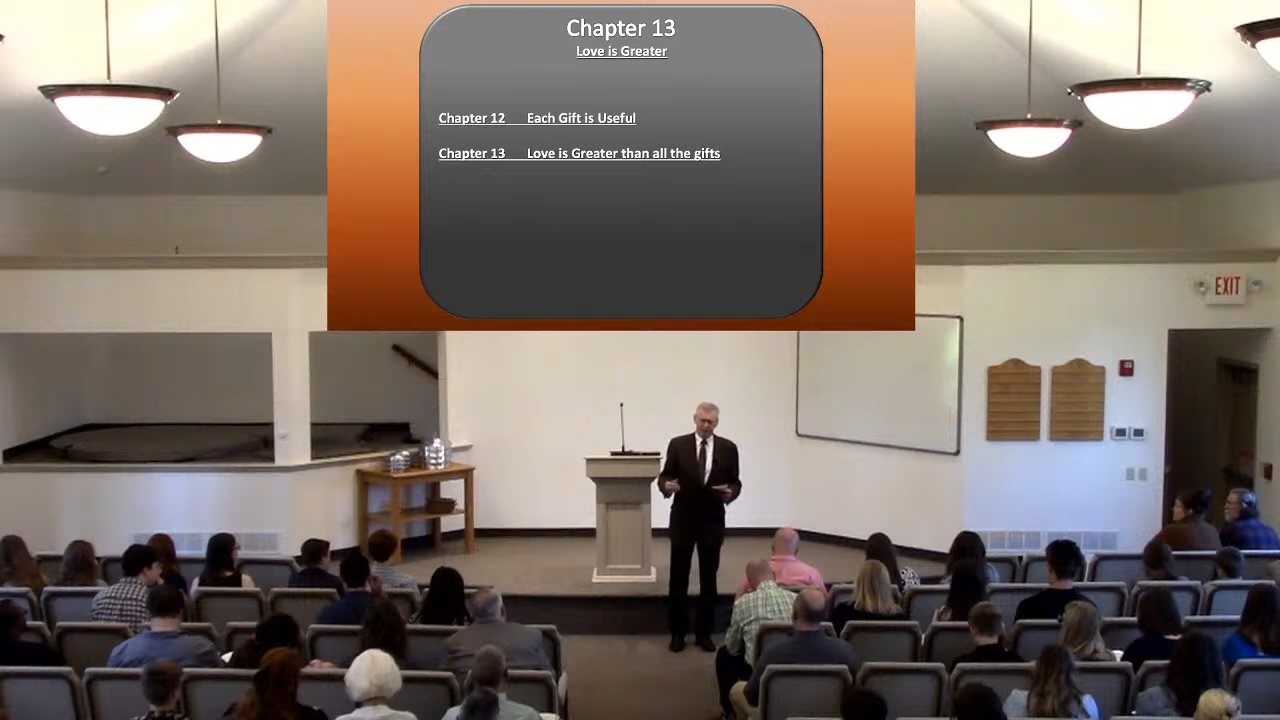 Chapter 13
Love is Greater
Chapter 12 Each Gift is Useful
Chapter 13 Love is Greater than all the gifts
EXIT